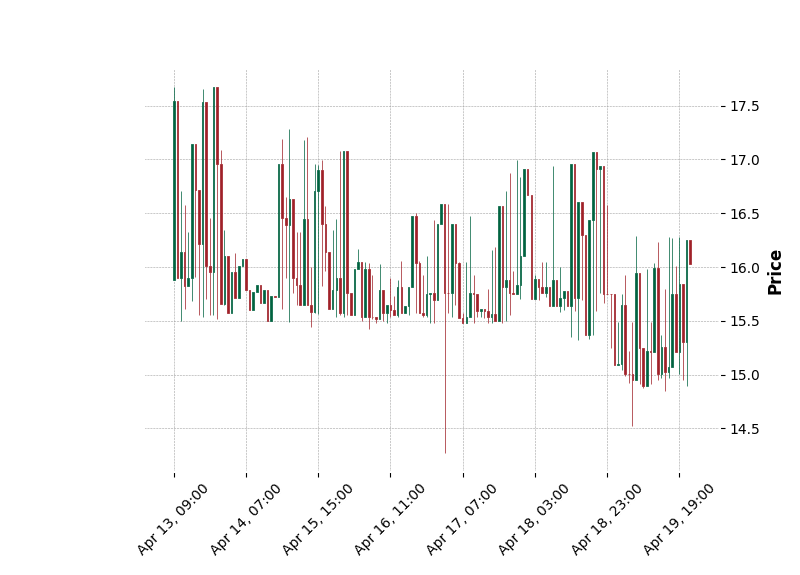 17.5
17.0
16.5
16.0
15.5
15.0
14.5
Price
Apr 13, 09:00
Apr 14, 07:00
Apr 15, 15:00
Apr 16, 11:00
Apr 17, 07:00
Apr 18, 03:00
Apr 18, 23:00
Apr 19, 19:00